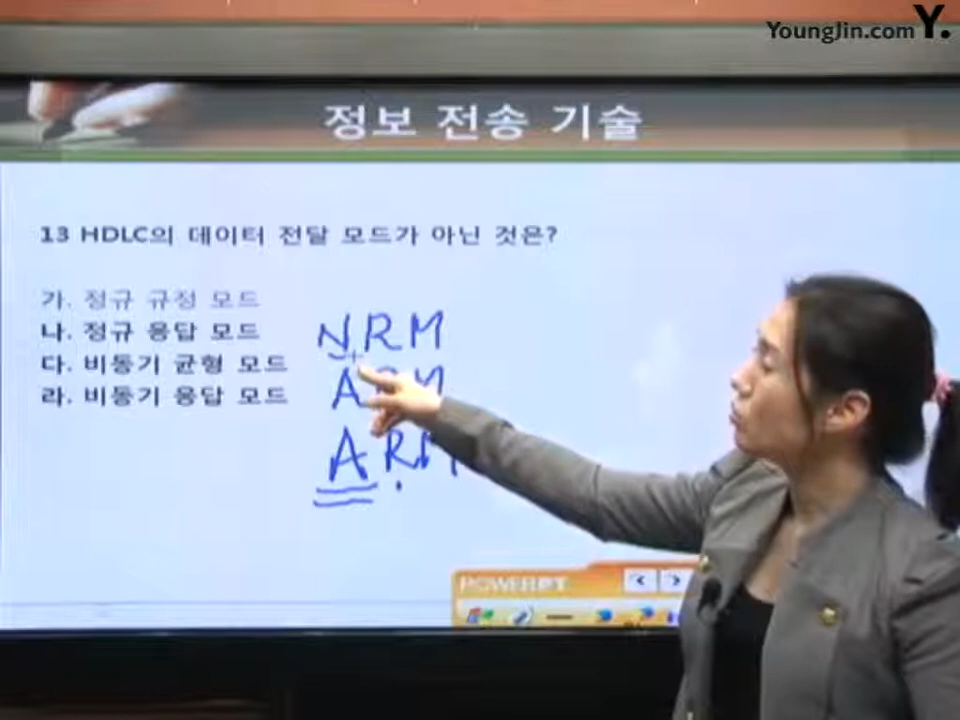 YoungJin.com Y.
정보 전송 기술
13 HDLC의 데이터 전달 모드가 아닌 것은?
가. 정규 규정 모드
나. 정규 응답 모드
다. 비동기 균형 모드
라. 비동기 응답 모드
NRM
A M
ARM
POWERPT